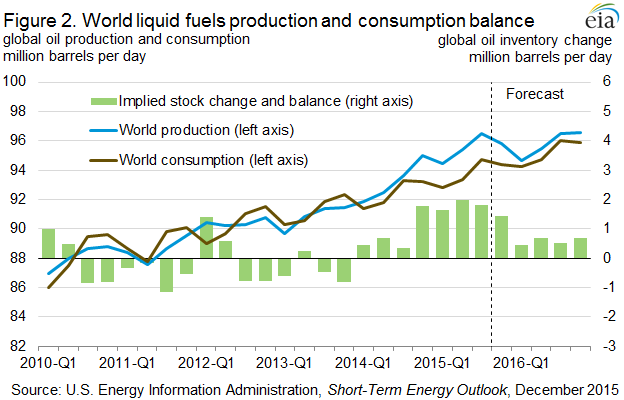 Figure 2. World liquid fuels production and consumption balance
eia
global oil production and consumption
million barrels per day
global oil inventory change
million barrels per day
100
98
96
94
92
90
88
86
84
82
6
5
4
3
2
1
0
-1
-2
-3
Forecast
Implied stock change and balance (right axis)
World production (left axis)
World consumption (left axis)
2010-Q1
2011-Q1
2012-Q1
2013-Q1
2014-Q1
2015-Q1
2016-Q1
Source: U.S. Energy Information Administration, Short-Term Energy Outlook, December 2015